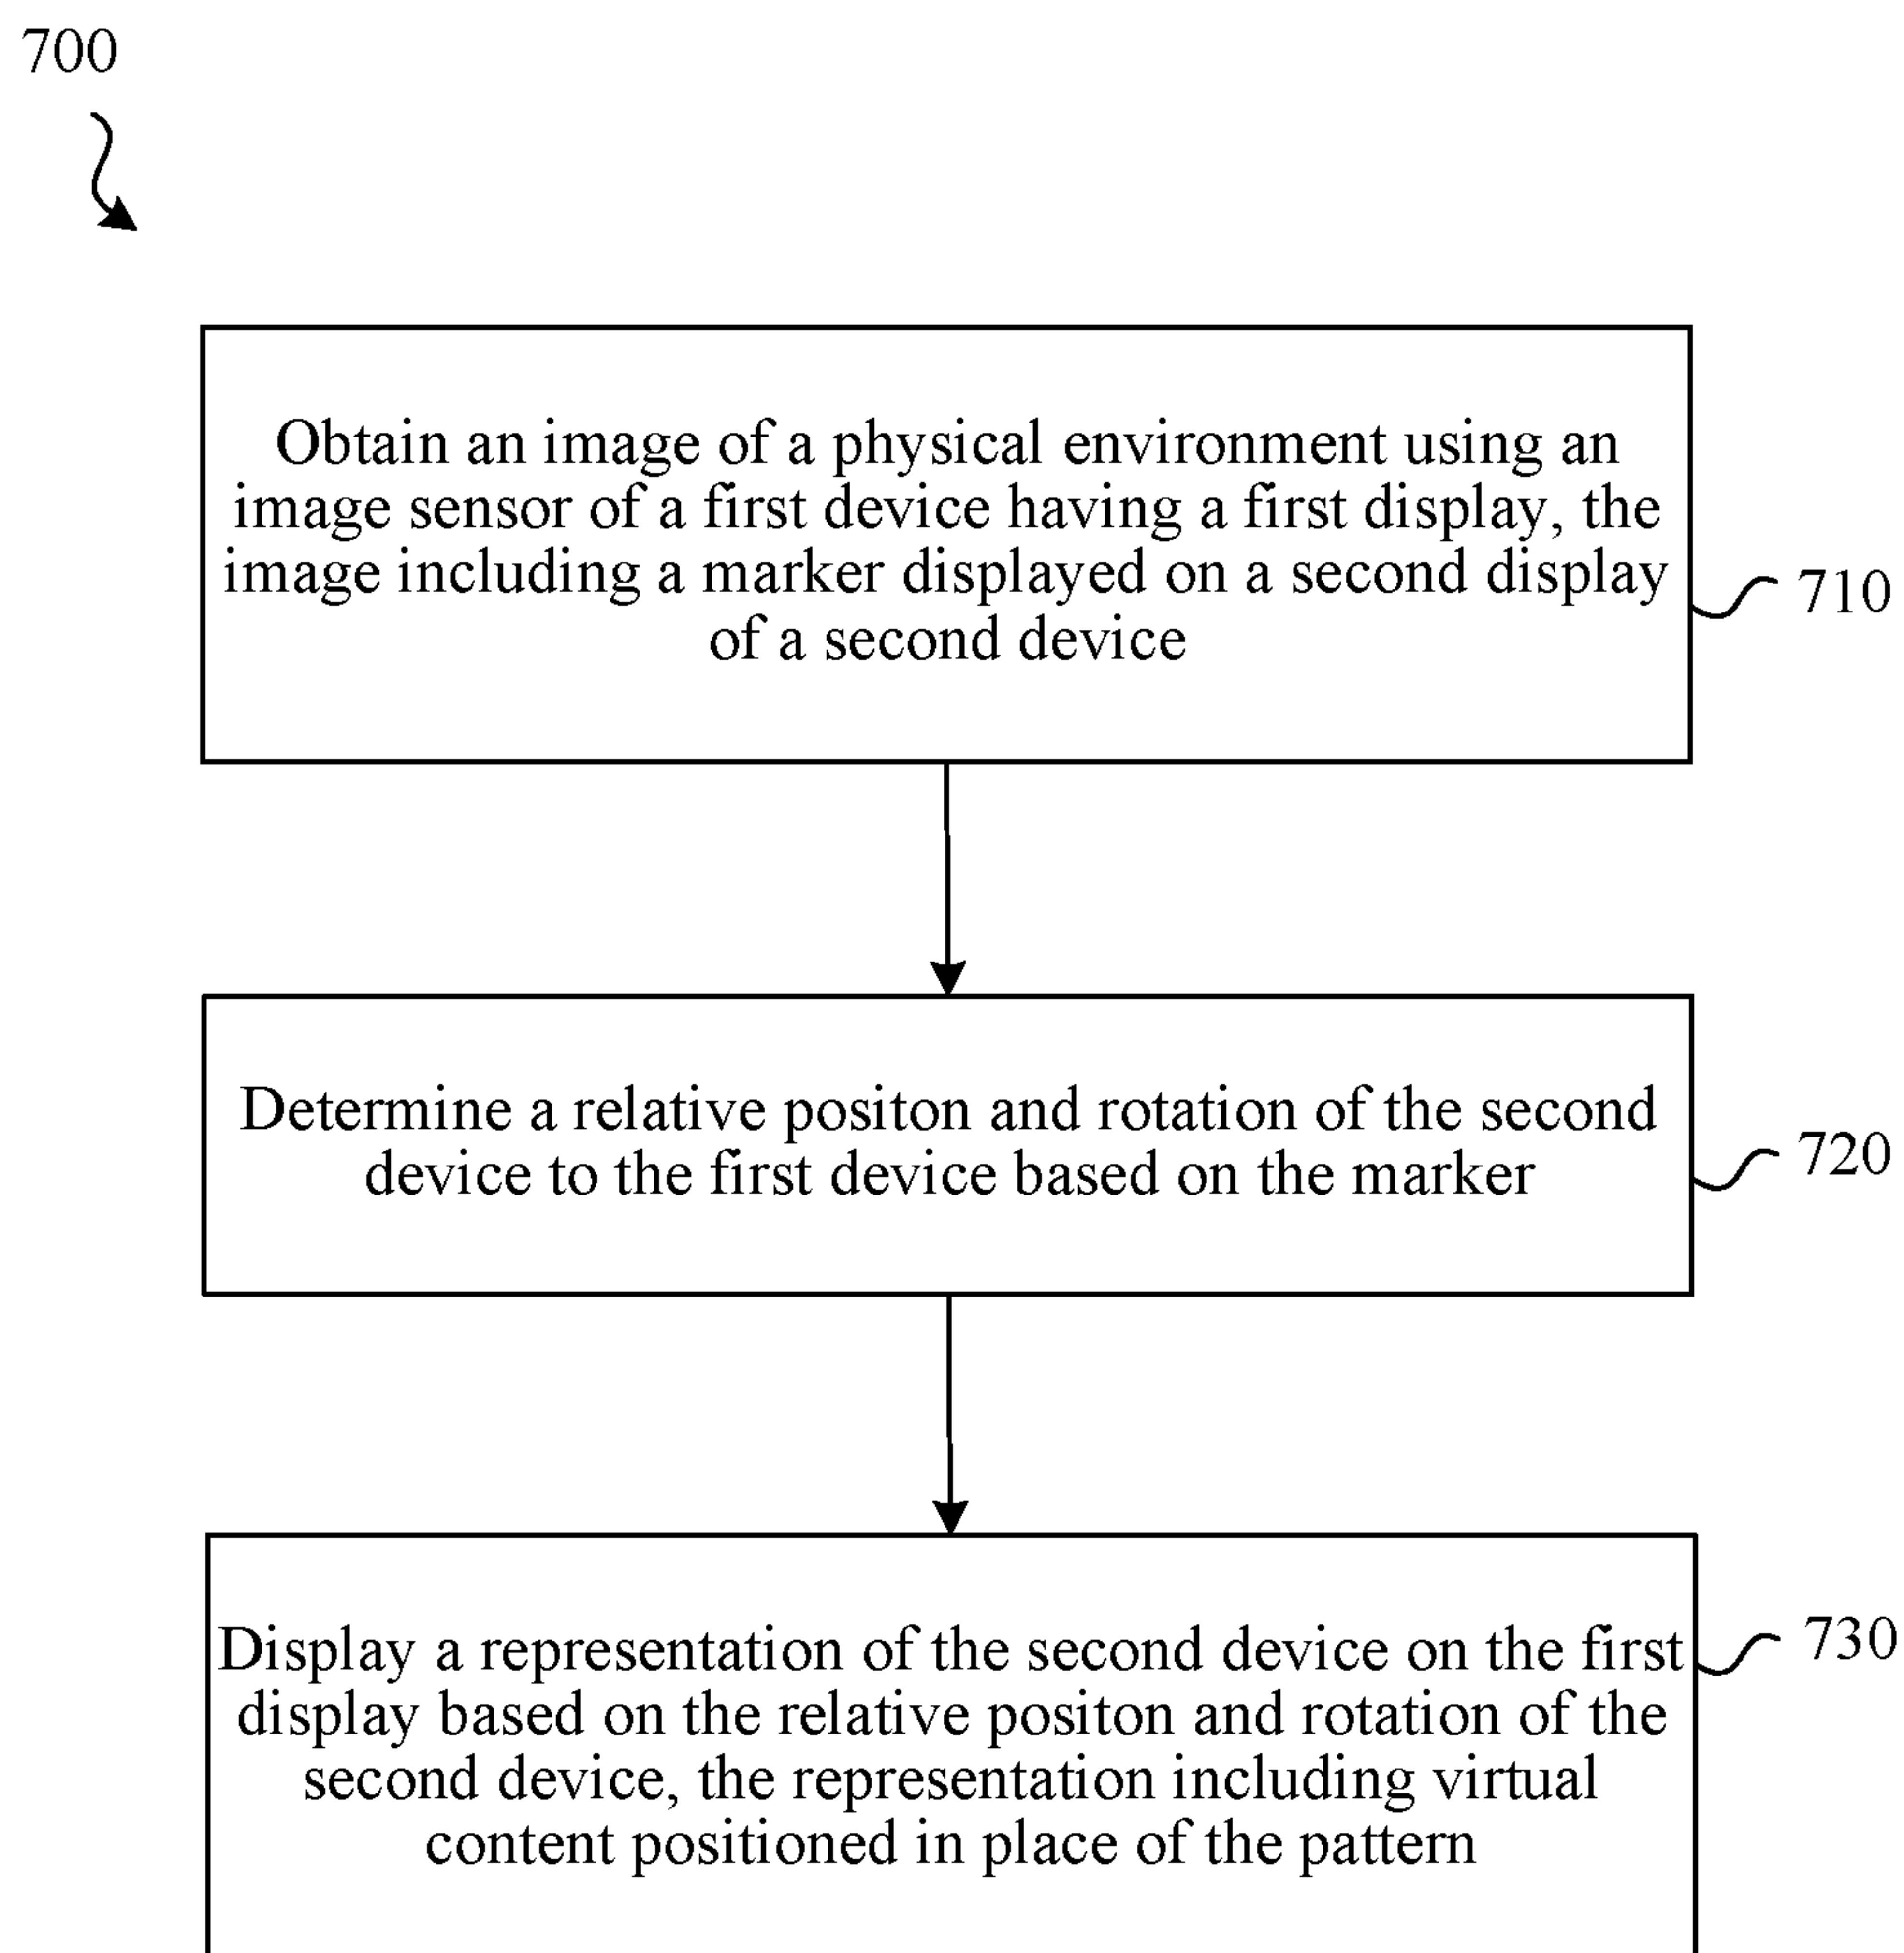 700
Obtain an image of a physical environment using an
image sensor of a first device having a first display, the
image including a marker displayed on a second display
of a second device
710
Determine a relative positon and rotation of the second
device to the first device based on the marker
720
Display a representation of the second device on the first
display based on the relative positon and rotation of the
second device, the representation including virtual
content positioned in place of the pattern
730